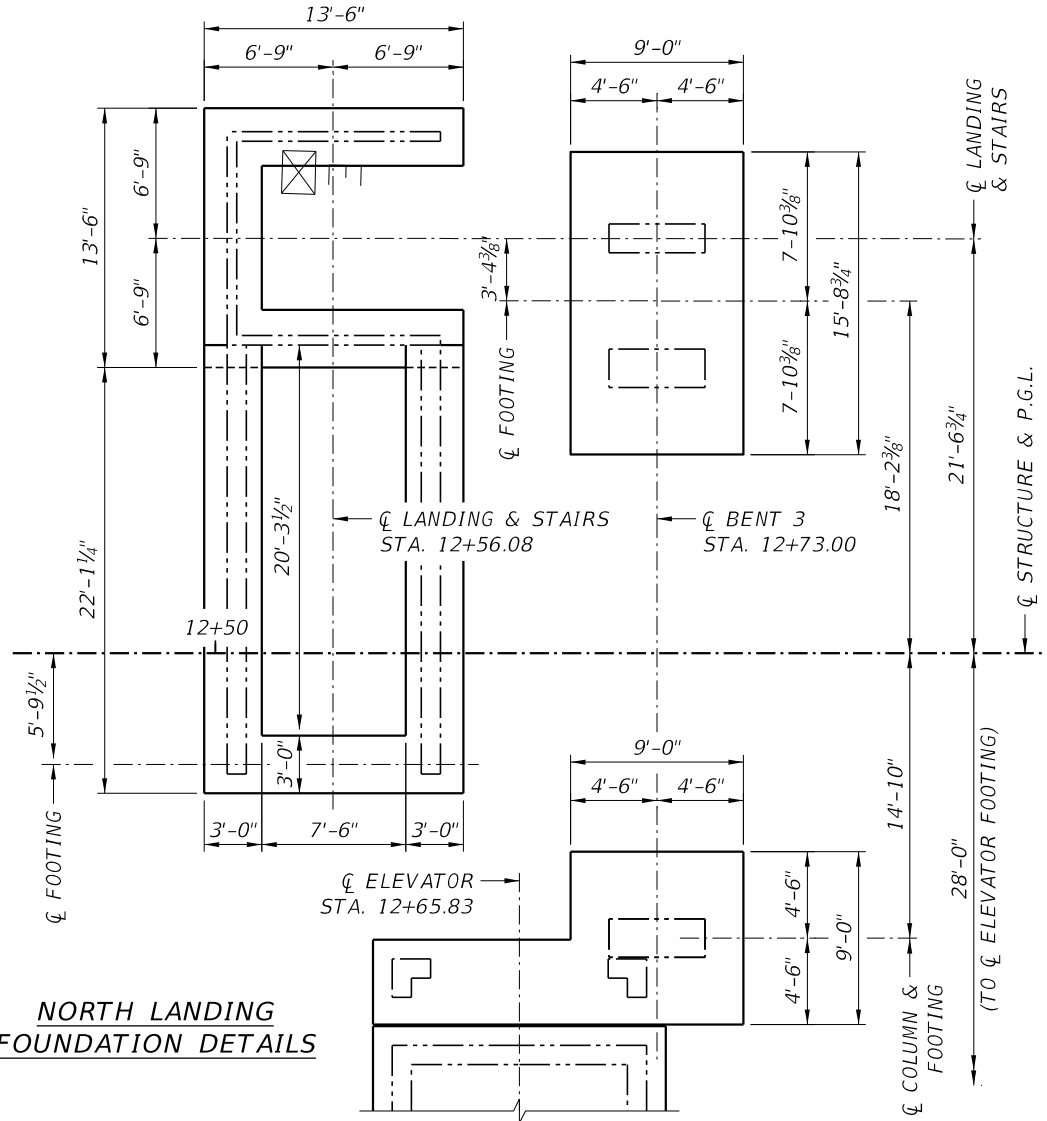 13'-6"
6'-9" 6'-9"
9'-0"
4'-6" 4'-6"
℄ LANDING
& STAIRS
13'-6"
6'-9"
6'-9"
3'-4⅜"
℄ FOOTING
7-10⅜"
7-10⅜"
15'-8¾"
18'-2⅜"
21'-6¾"
℄ STRUCTURE & P.G.L.
22'-1¼"
20'-3½"
℄ LANDING & STAIRS
STA. 12+56.08
℄ BENT 3
STA. 12+73.00
12+50
5'-9½"
℄ FOOTING
3'-0"
3'-0" 7'-6" 3'-0"
9'-0"
4'-6" 4'-6"
℄ ELEVATOR
STA. 12+65.83
4'-6"
4'-6"
9'-0"
14'-10"
℄ COLUMN &
FOOTING
28'-0"
(TO ℄ ELEVATOR FOOTING)
NORTH LANDING
FOUNDATION DETAILS